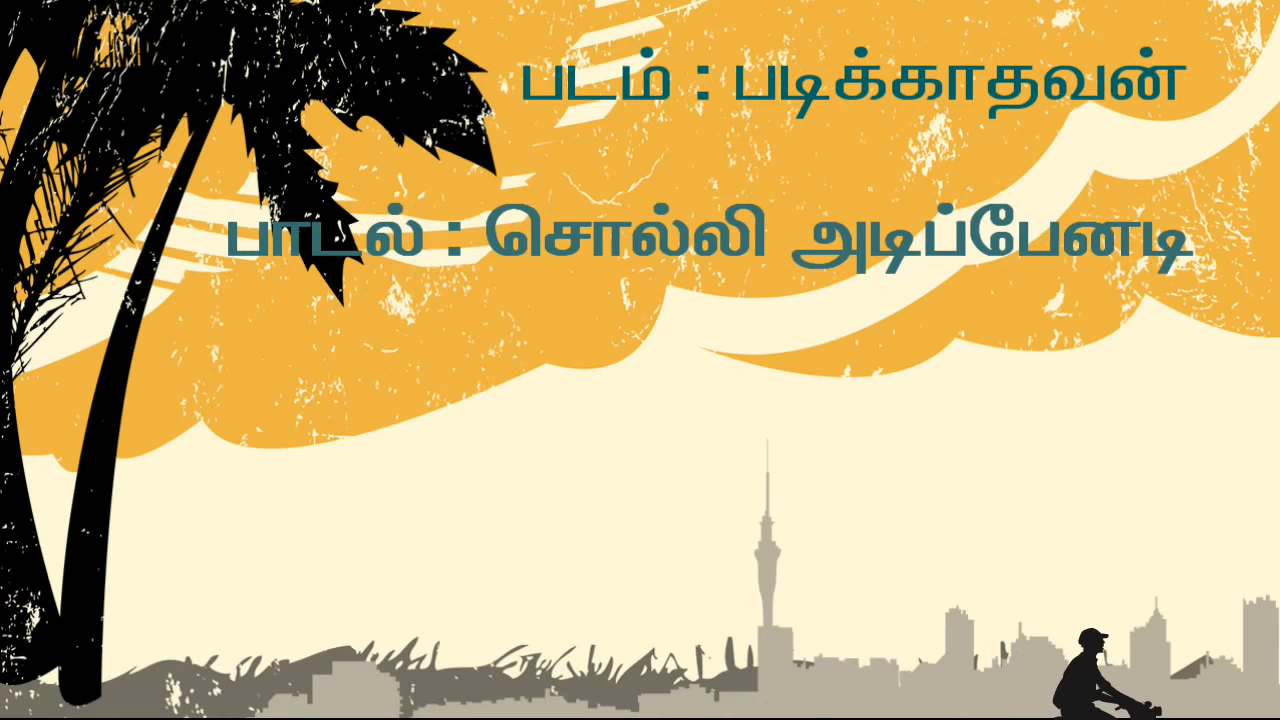 படம் : படிக்காதவன்
பாடல் : சொல்லி அடிப்பேனடி